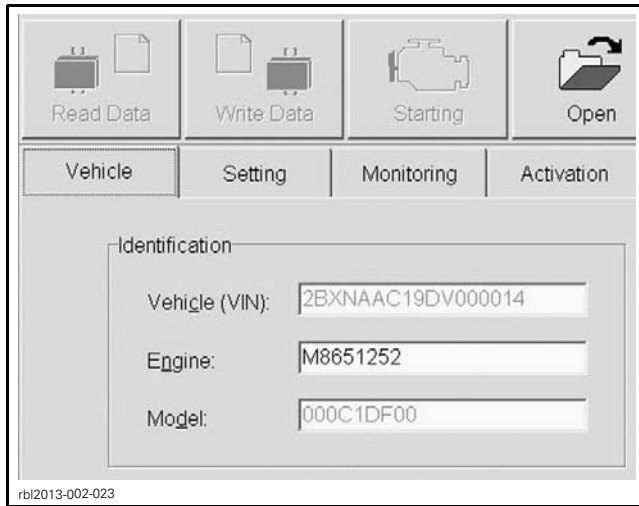 Read Data Write Data Starting Open
Vehicle Setting Monitoring Activation
Identification
Vehicle (VIN): 2BXNAAC19DV000014
Engine: M8651252
Model: 000C1DF00
rbl2013-002-023